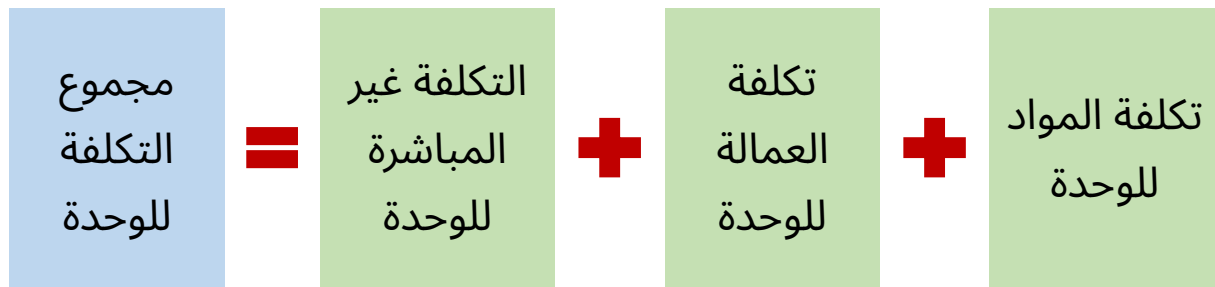 تكلفة المواد
للوحدة
+
تكلفة
العمالة
للوحدة
+
التكلفة غير
المباشرة
للوحدة
=
مجموع
التكلفة
للوحدة